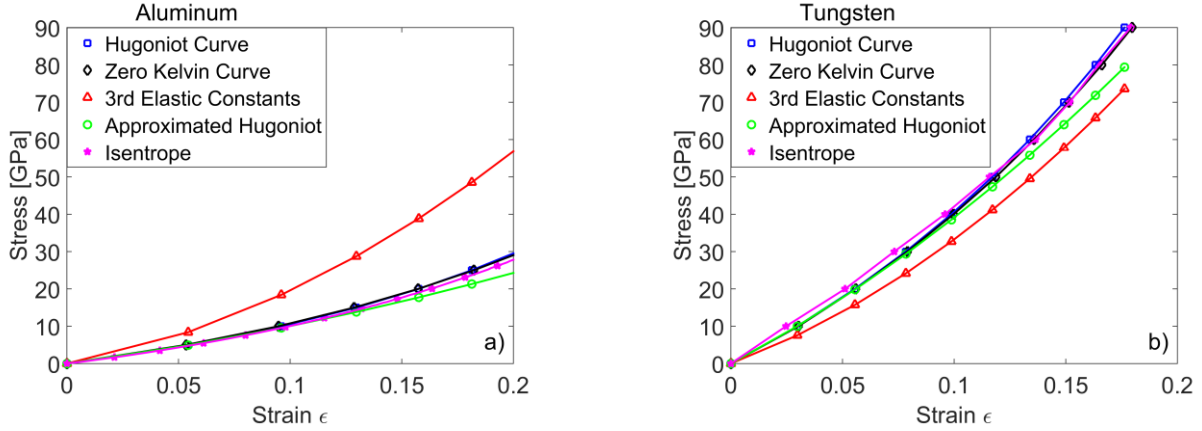 Aluminum
90
80
70
60
50
40
30
20
10
0
Stress [GPa]
Hugoniot Curve
Zero Kelvin Curve
3rd Elastic Constants
Approximated Hugoniot
Isentrope
a)
0 0.05 0.1 0.15 0.2
Strain ϵ
Tungsten
90
80
70
60
50
40
30
20
10
0
Stress [GPa]
Hugoniot Curve
Zero Kelvin Curve
3rd Elastic Constants
Approximated Hugoniot
Isentrope
b)
0 0.05 0.1 0.15 0.2
Strain ϵ